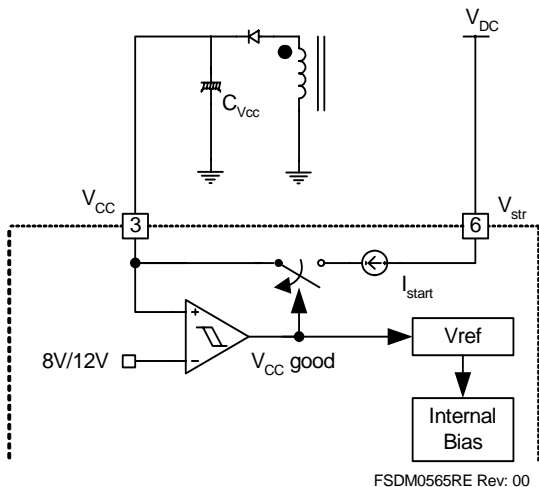 V_DC
C_Vcc
V_CC
V_str
3
6
I_start
+
8V/12V
-
V_CC good
Vref
Internal
Bias
FSDM0565RE Rev: 00